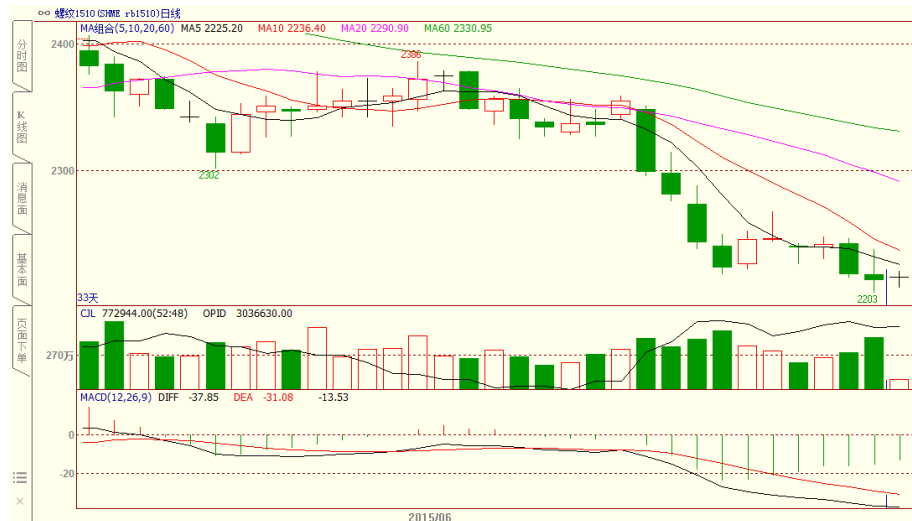 螺纹1510 (SHME rb1510)日线
MA组合(5,10,20,60) MA5 2225.20 MA10 2236.40 MA20 2290.90 MA60 2330.95
分时图
K线图
消息面
基本面
页面下单
2400
2386
2300
2302
2203
33天
CJL 772944.00(52:48) OPID 3036630.00
270万
MACD(12,26,9) DIFF -37.85 DEA -31.08 -13.53
0
-20
2015/06